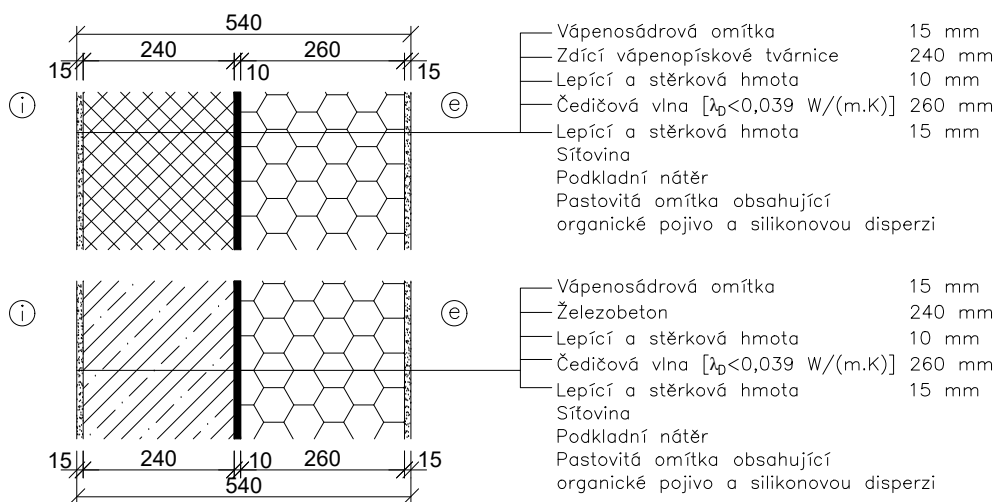 540
240
260
15
10
15
i
e
Vápenosádrová omítka 15 mm
Zdící vápenopískové tvárnice 240 mm
Lepící a stěrková hmota 10 mm
Čedičová vlna [λD<0,039 W/(m.K)] 260 mm
Lepící a stěrková hmota 15 mm
Síťovina
Podkladní nátěr
Pastovitá omítka obsahující
organické pojivo a silikonovou disperzi
i
e
Vápenosádrová omítka 15 mm
Železobeton 240 mm
Lepící a stěrková hmota 10 mm
Čedičová vlna [λD<0,039 W/(m.K)] 260 mm
Lepící a stěrková hmota 15 mm
Síťovina
Podkladní nátěr
Pastovitá omítka obsahující
organické pojivo a silikonovou disperzi
15
240
10
260
15
540